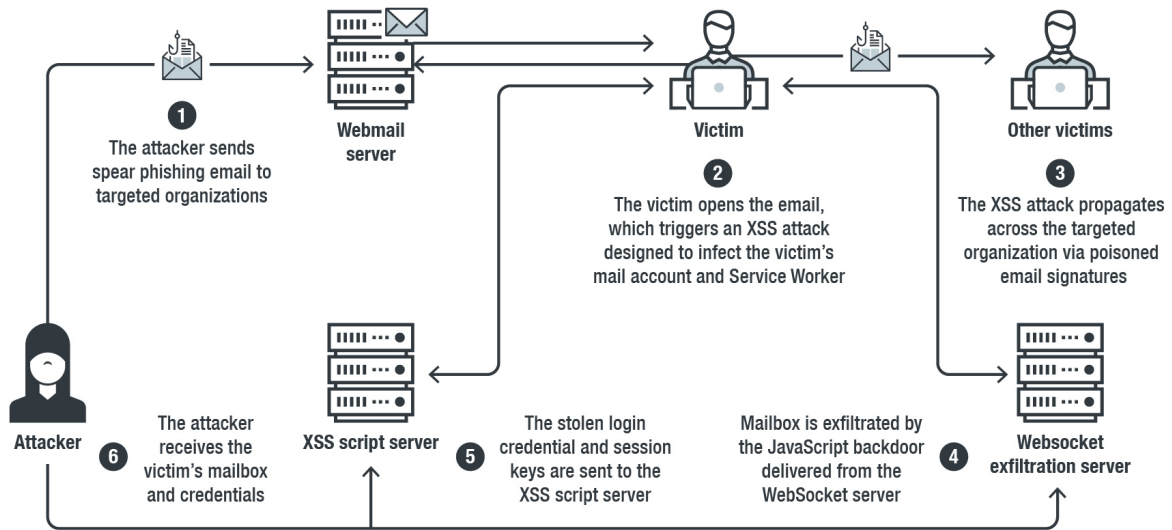 1
The attacker sends
spear phishing email to
targeted organizations
Webmail
server
Victim
2
The victim opens the email,
which triggers an XSS attack
designed to infect the victim's
mail account and Service Worker
Other victims
3
The XSS attack propagates
across the targeted
organization via poisoned
email signatures
Attacker
6
The attacker
receives the
victim's mailbox
and credentials
XSS script server
5
The stolen login
credential and session
keys are sent to the
XSS script server
Mailbox is exfiltrated by
the JavaScript backdoor
delivered from the
WebSocket server
4
Websocket
exfiltration server